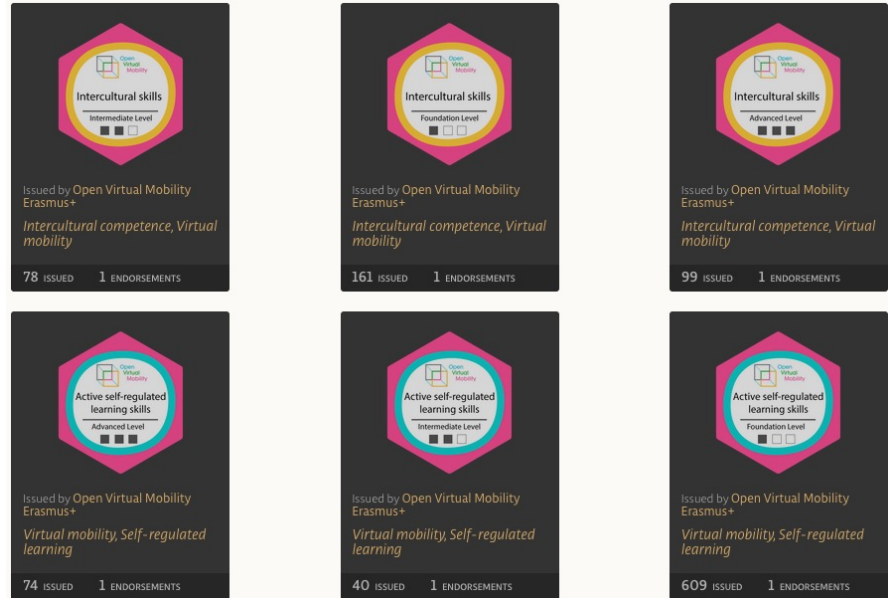 Open
Virtual
Mobility
Intercultural skills
Intermediate Level
Issued by Open Virtual Mobility
Erasmus+
Intercultural competence, Virtual
mobility
78 ISSUED 1 ENDORSEMENTS
Open
Virtual
Mobility
Intercultural skills
Foundation Level
Issued by Open Virtual Mobility
Erasmus+
Intercultural competence, Virtual
mobility
161 ISSUED 1 ENDORSEMENTS
Open
Virtual
Mobility
Intercultural skills
Advanced Level
Issued by Open Virtual Mobility
Erasmus+
Intercultural competence, Virtual
mobility
99 ISSUED 1 ENDORSEMENTS
Open
Virtual
Mobility
Active self-regulated
learning skills
Advanced Level
Issued by Open Virtual Mobility
Erasmus+
Virtual mobility, Self-regulated
learning
74 ISSUED 1 ENDORSEMENTS
Open
Virtual
Mobility
Active self-regulated
learning skills
Intermediate Level
Issued by Open Virtual Mobility
Erasmus+
Virtual mobility, Self-regulated
learning
40 ISSUED 1 ENDORSEMENTS
Open
Virtual
Mobility
Active self-regulated
learning skills
Foundation Level
Issued by Open Virtual Mobility
Erasmus+
Virtual mobility, Self-regulated
learning
609 ISSUED 1 ENDORSEMENTS